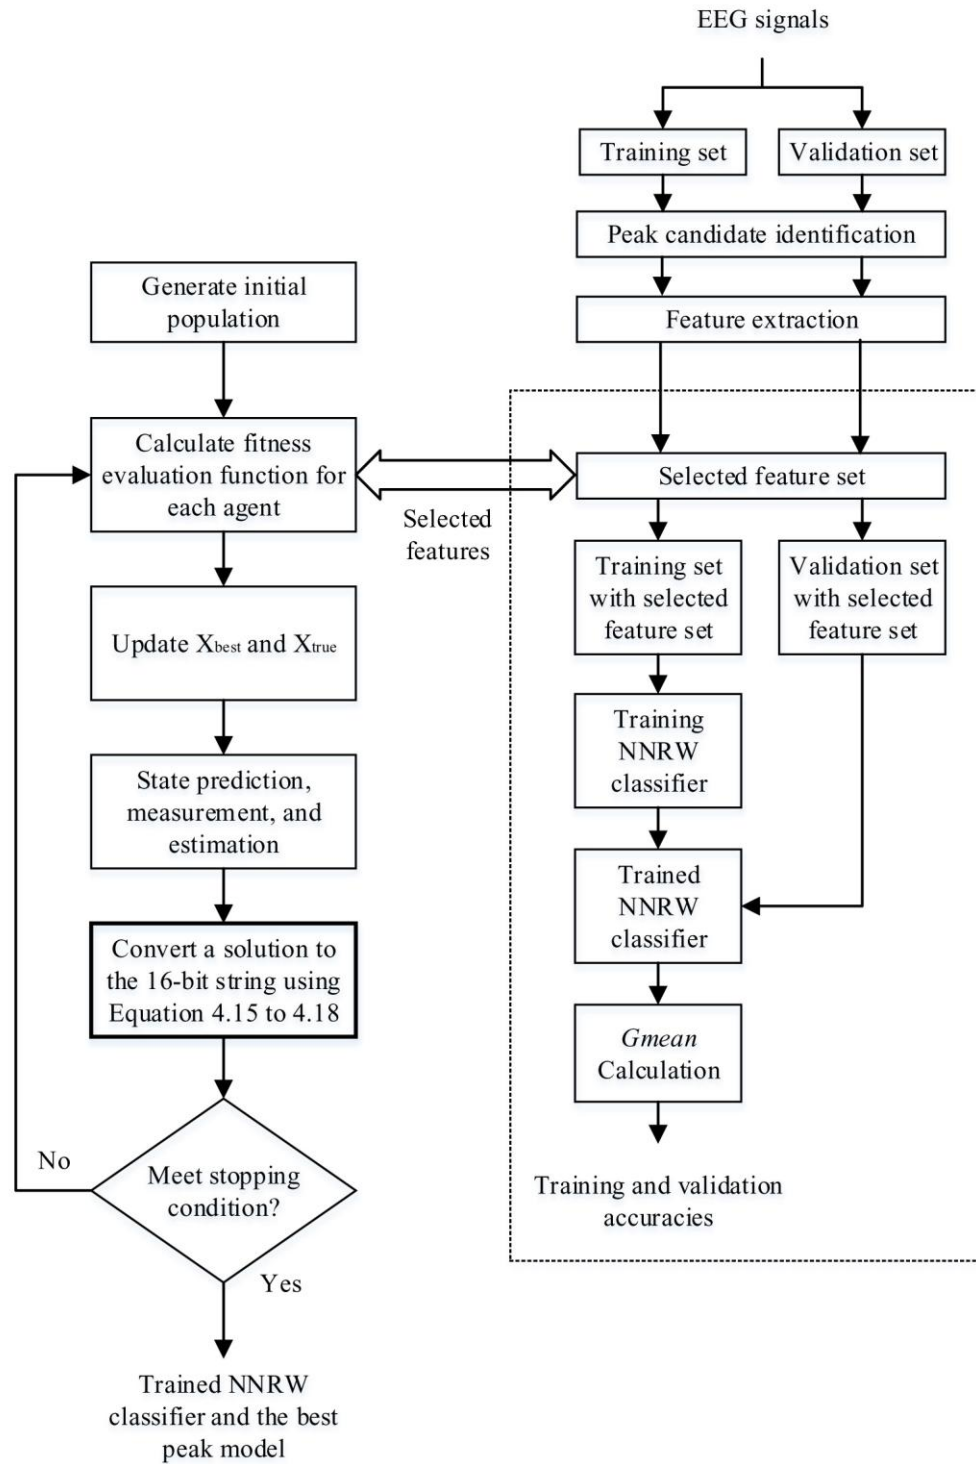 EEG signals
Training set
Validation set
Peak candidate identification
Feature extraction
Generate initial
population
Calculate fitness
evaluation function for
each agent
Selected
features
Selected feature set
Training set
with selected
feature set
Validation set
with selected
feature set
Update Xbest and Xtrue
Training
NNRW
classifier
State prediction,
measurement, and
estimation
Trained
NNRW
classifier
Convert a solution to
the 16-bit string using
Equation 4.15 to 4.18
Gmean
Calculation
No
Meet stopping
condition?
Yes
Training and validation
accuracies
Trained NNRW
classifier and the best
peak model